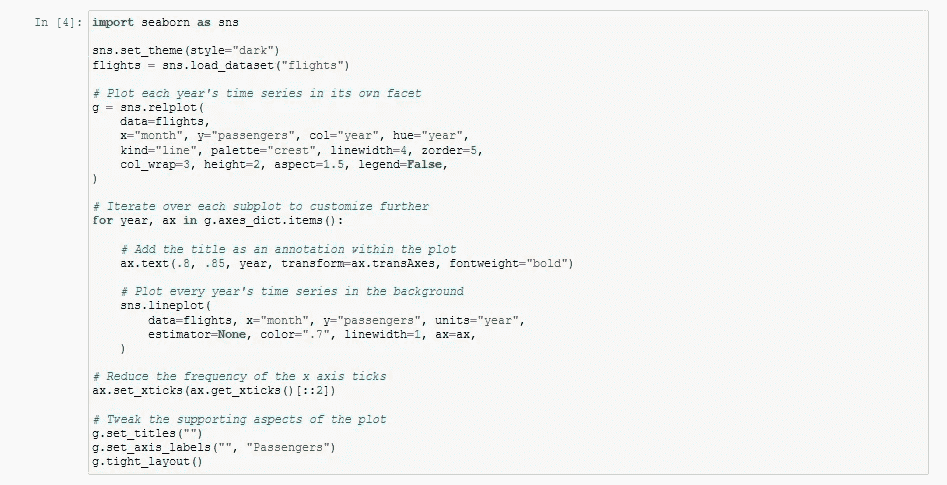 In [4]: import seaborn as sns
sns.set_theme(style="dark")
flights = sns.load_dataset("flights")
# Plot each year's time series in its own facet
g = sns.relplot(
    data=flights,
    x="month", y="passengers", col="year", hue="year",
    kind="line", palette="crest", linewidth=4, zorder=5,
    col_wrap=3, height=2, aspect=1.5, legend=False,
)
# Iterate over each subplot to customize further
for year, ax in g.axes_dict.items():
    # Add the title as an annotation within the plot
    ax.text(.8, .85, year, transform=ax.transAxes, fontweight="bold")
    # Plot every year's time series in the background
    sns.lineplot(
        data=flights, x="month", y="passengers", units="year",
        estimator=None, color=".7", linewidth=1, ax=ax,
    )
# Reduce the frequency of the x axis ticks
ax.set_xticks(ax.get_xticks()[::2])
# Tweak the supporting aspects of the plot
g.set_titles("")
g.set_axis_labels("", "Passengers")
g.tight_layout()